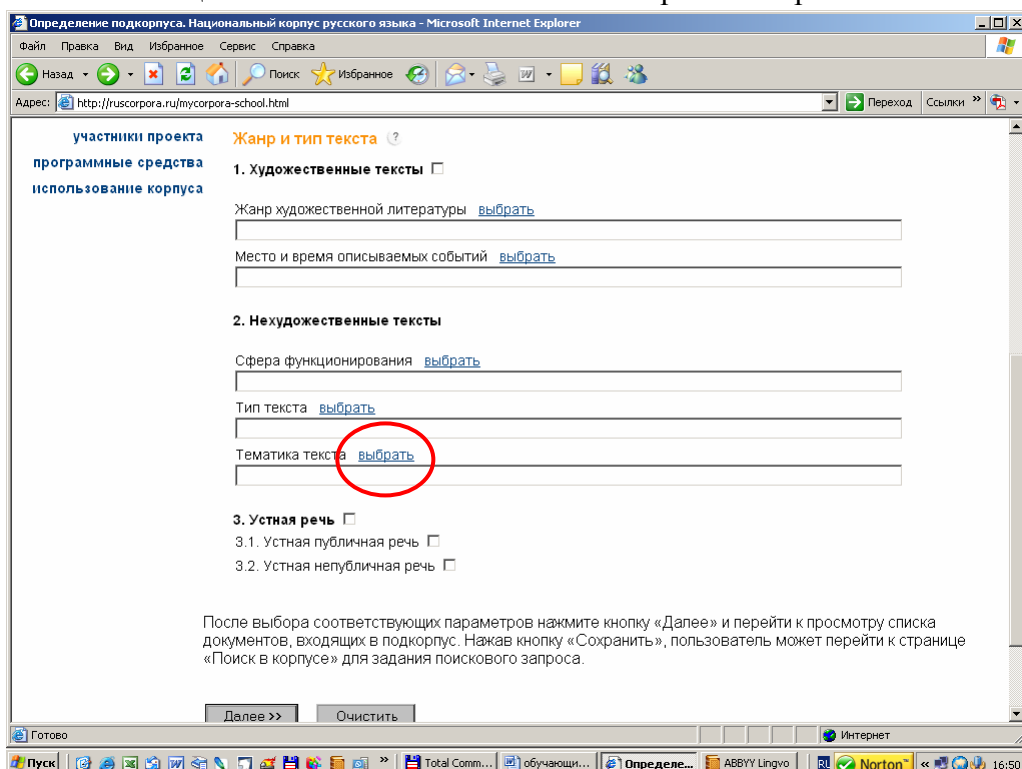 Определение подкорпуса. Национальный корпус русского языка - Microsoft Internet Explorer
Файл Правка Вид Избранное Сервис Справка
Назад Поиск Избранное
Адрес: http://ruscorpora.ru/mycorpora-school.html Переход Ссылки »
участники проекта
программные средства
использование корпуса
Жанр и тип текста ?
1. Художественные тексты
Жанр художественной литературы выбрать
Место и время описываемых событий выбрать
2. Нехудожественные тексты
Сфера функционирования выбрать
Тип текста выбрать
Тематика текста выбрать
3. Устная речь
3.1. Устная публичная речь
3.2. Устная непубличная речь
После выбора соответствующих параметров нажмите кнопку «Далее» и перейти к просмотру списка
документов, входящих в подкорпус. Нажав кнопку «Сохранить», пользователь может перейти к странице
«Поиск в корпусе» для задания поискового запроса.
Далее >> Очистить
Готово Интернет
Пуск » Total Comm... обучающи... Определе... ABBYY Lingvo RL Norton™ « 16:50